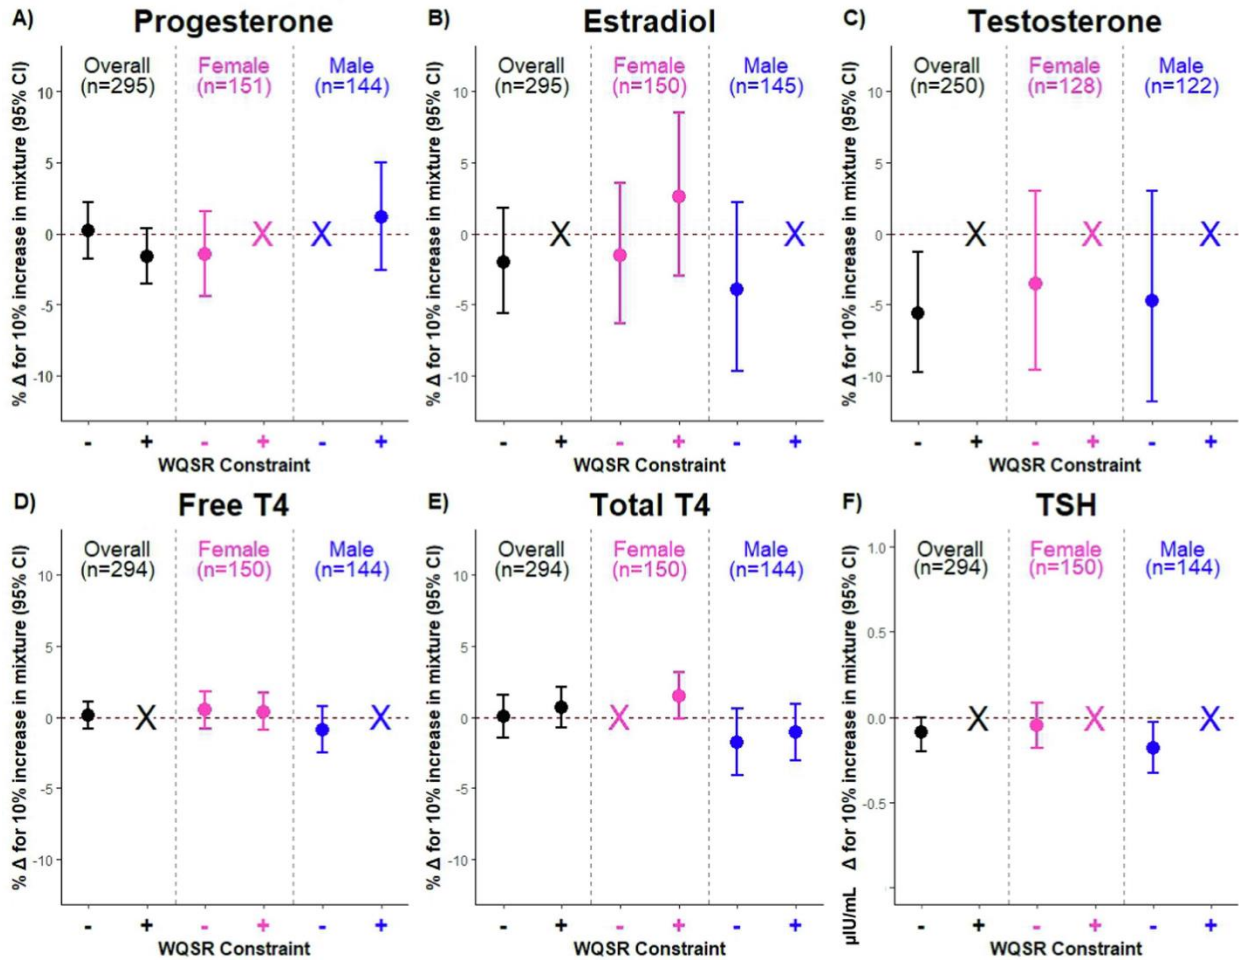 A) Progesterone
% Δ for 10% increase in mixture (95% CI)
Overall Female Male
(n=295) (n=151) (n=144)
10
5
0
-5
-10
X X
- + - + - +
WQSR Constraint
B) Estradiol
% Δ for 10% increase in mixture (95% CI)
Overall Female Male
(n=295) (n=150) (n=145)
10
5
0
-5
-10
X X
- + - + - +
WQSR Constraint
C) Testosterone
% Δ for 10% increase in mixture (95% CI)
Overall Female Male
(n=250) (n=128) (n=122)
10
5
0
-5
-10
X X X
- + - + - +
WQSR Constraint
D) Free T4
% Δ for 10% increase in mixture (95% CI)
Overall Female Male
(n=294) (n=150) (n=144)
10
5
0
-5
-10
X X
- + - + - +
WQSR Constraint
E) Total T4
% Δ for 10% increase in mixture (95% CI)
Overall Female Male
(n=294) (n=150) (n=144)
10
5
0
-5
-10
X
- + - + - +
WQSR Constraint
F) TSH
µIU/mL Δ for 10% increase in mixture (95% CI)
Overall Female Male
(n=294) (n=150) (n=144)
1.0
0.5
0.0
-0.5
X X X
- + - + - +
WQSR Constraint